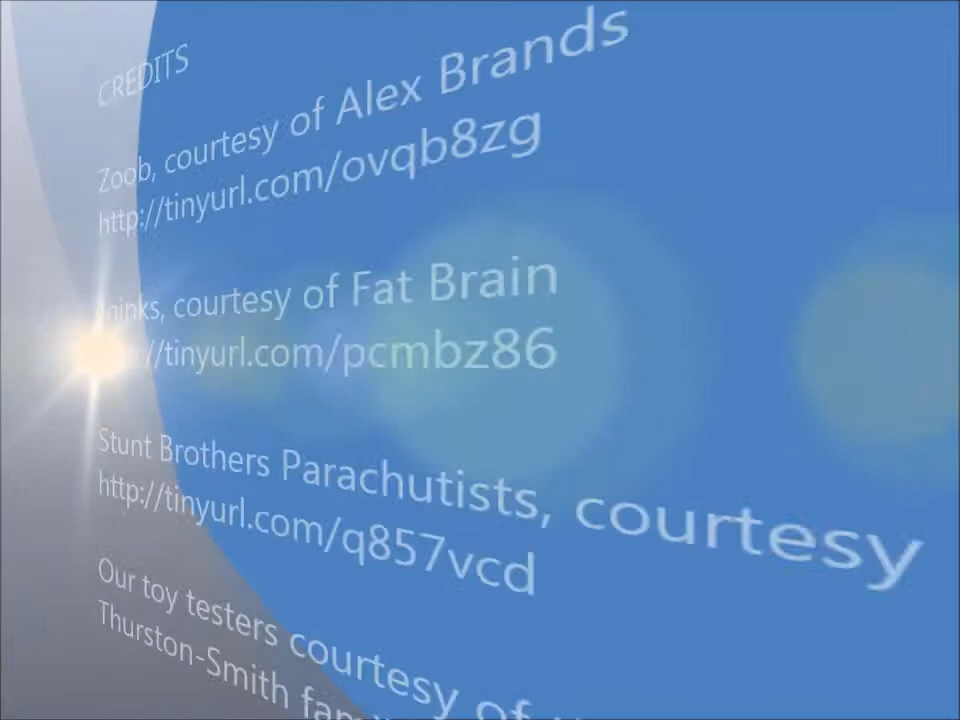 CREDITS
Zoob, courtesy of Alex Brands
http://tinyurl.com/ovqb8zg
courtesy of Fat Brain
//tinyurl.com/pcmbz86
Stunt Brothers Parachutists, courtesy
http://tinyurl.com/q857vcd
Our toy testers courtesy of
Thurston-Smith